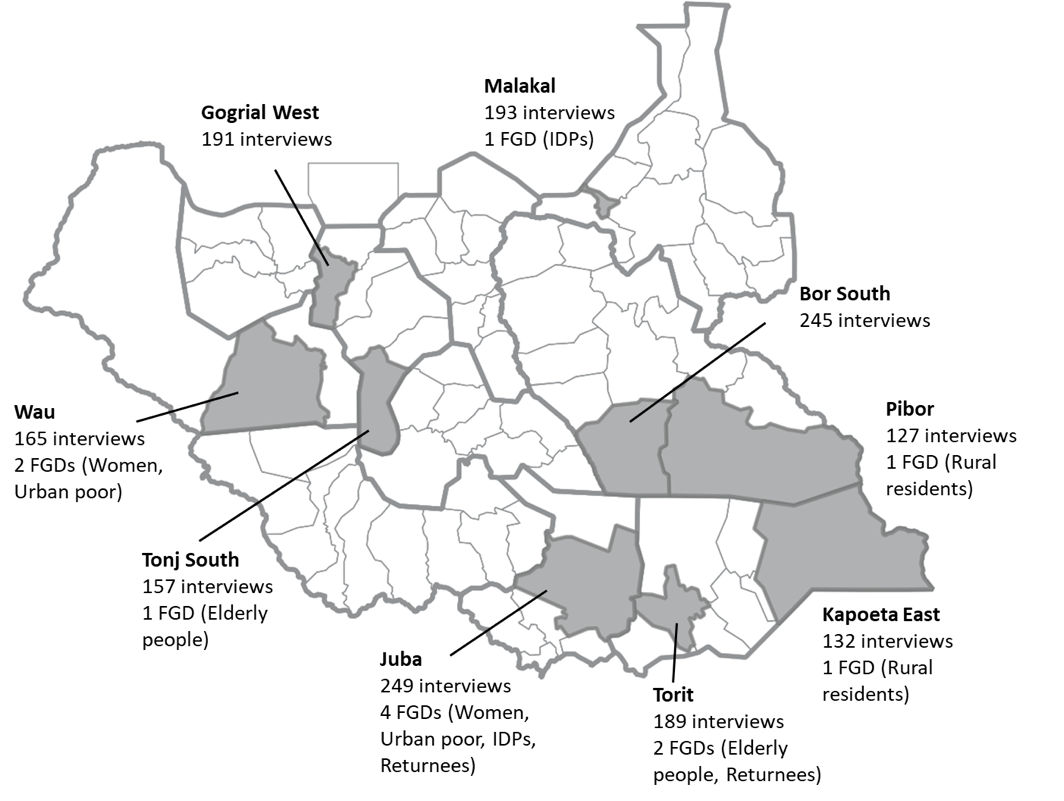 Malakal
193 interviews
1 FGD (IDPs)
Gogrial West
191 interviews
Bor South
245 interviews
Wau
165 interviews
2 FGDs (Women,
Urban poor)
Pibor
127 interviews
1 FGD (Rural
residents)
Tonj South
157 interviews
1 FGD (Elderly
people)
Kapoeta East
132 interviews
1 FGD (Rural
residents)
Juba
249 interviews
4 FGDs (Women,
Urban poor, IDPs,
Returnees)
Torit
189 interviews
2 FGDs (Elderly
people, Returnees)